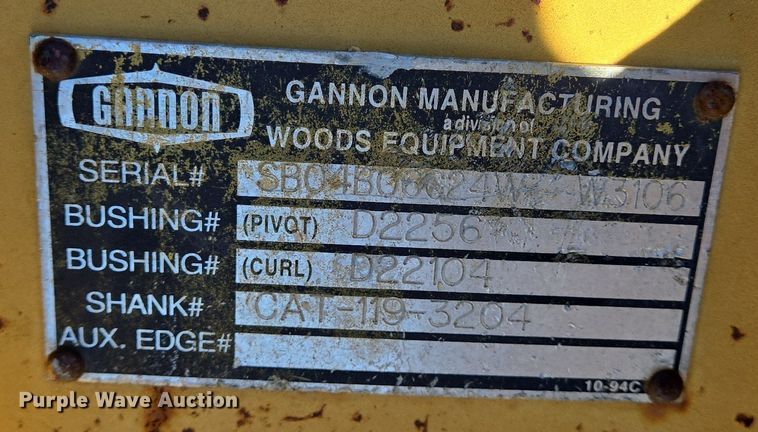 GANNON
GANNON MANUFACTURING
a division of
WOODS EQUIPMENT COMPANY
SERIAL# W3106
BUSHING# (PIVOT)
BUSHING# (CURL) D22104
SHANK# CAT-119-3204
AUX. EDGE#
10-94C
Purple Wave Auction